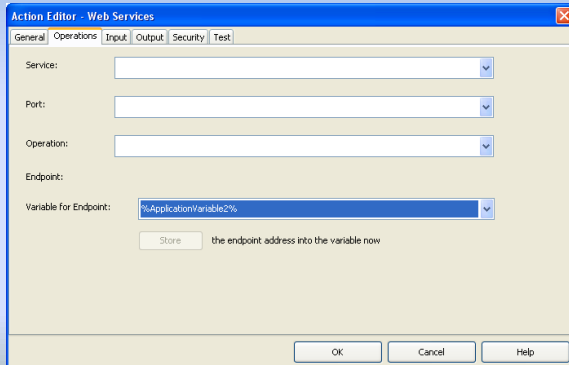 Action Editor - Web Services
General Operations Input Output Security Test
Service:
Port:
Operation:
Endpoint:
Variable for Endpoint: %ApplicationVariable2%
Store the endpoint address into the variable now
OK Cancel Help